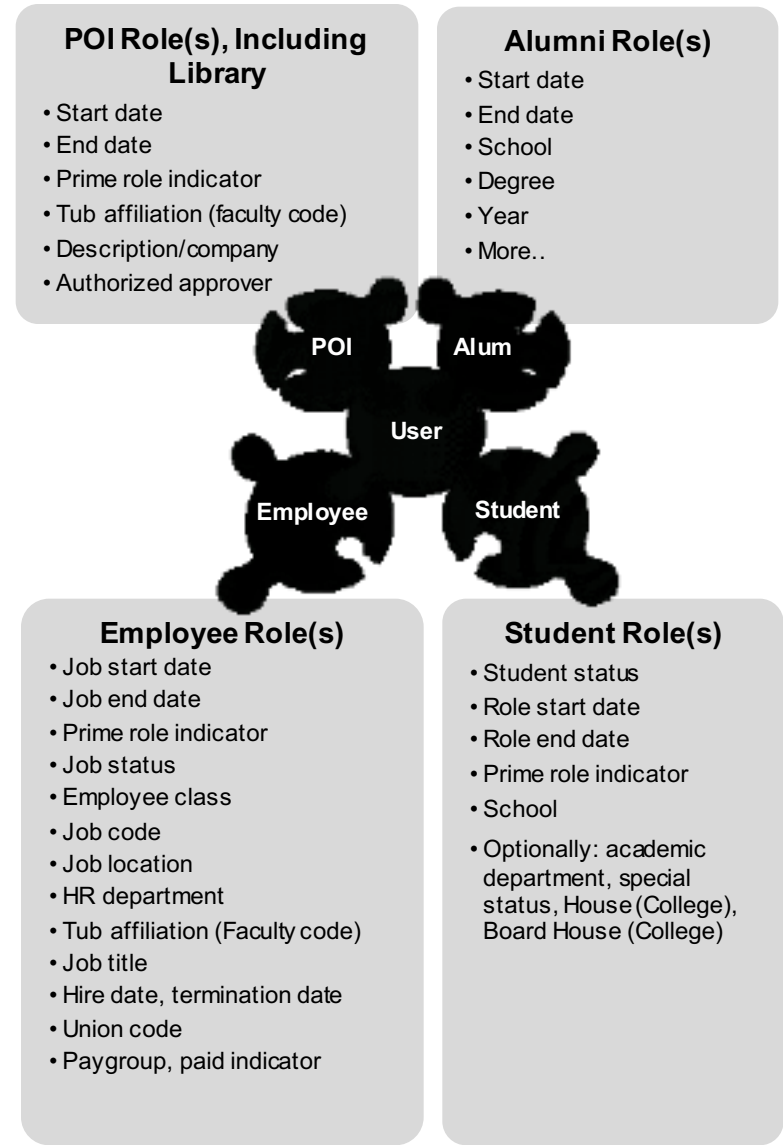 POI Role(s), Including
Library
• Start date
• End date
• Prime role indicator
• Tub affiliation (faculty code)
• Description/company
• Authorized approver
Alumni Role(s)
• Start date
• End date
• School
• Degree
• Year
• More..
POI
Alum
User
Employee
Student
Employee Role(s)
• Job start date
• Job end date
• Prime role indicator
• Job status
• Employee class
• Job code
• Job location
• HR department
• Tub affiliation (Faculty code)
• Job title
• Hire date, termination date
• Union code
• Paygroup, paid indicator
Student Role(s)
• Student status
• Role start date
• Role end date
• Prime role indicator
• School
• Optionally: academic
department, special
status, House (College),
Board House (College)